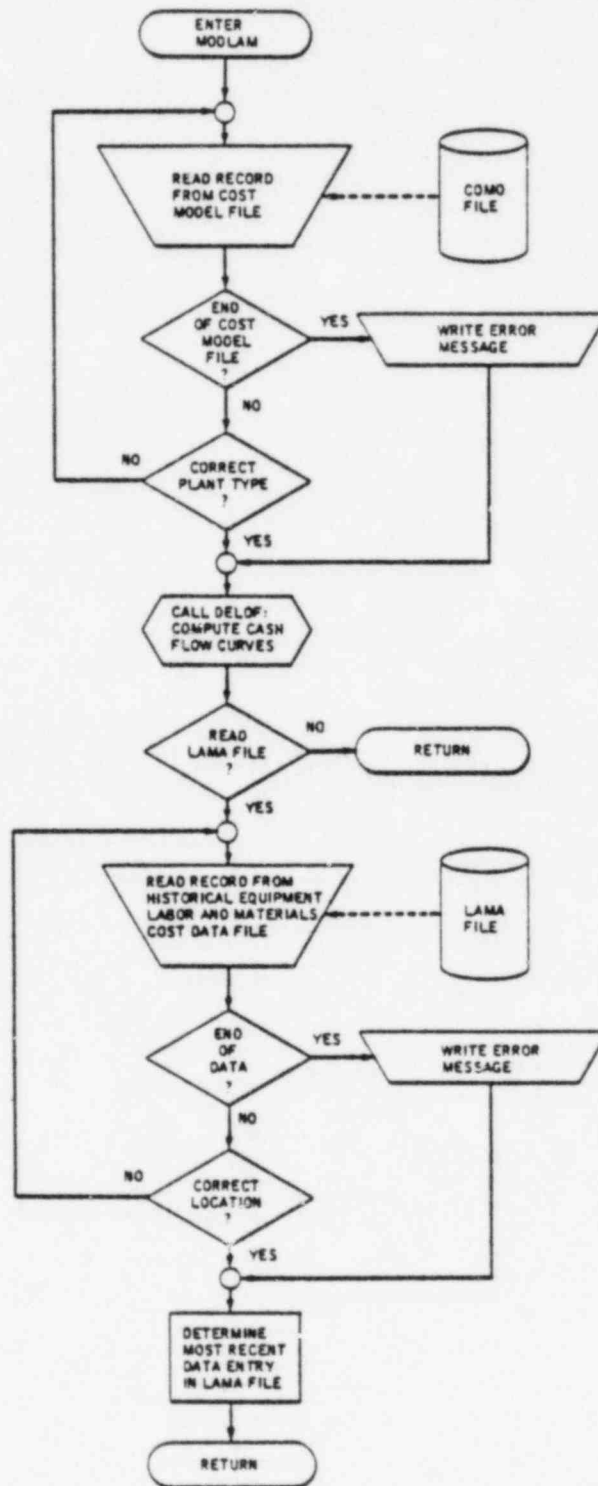 ENTER
MODLAM
READ RECORD
FROM COST
MODEL FILE
COMO
FILE
END
OF COST
MODEL
FILE
?
YES
WRITE ERROR
MESSAGE
NO
NO
CORRECT
PLANT TYPE
?
YES
CALL DELOF:
COMPUTE CASH
FLOW CURVES
READ
LAMA FILE
?
NO
RETURN
YES
READ RECORD FROM
HISTORICAL EQUIPMENT
LABOR AND MATERIALS
COST DATA FILE
LAMA
FILE
END
OF
DATA
?
YES
WRITE ERROR
MESSAGE
NO
NO
CORRECT
LOCATION
?
YES
DETERMINE
MOST RECENT
DATA ENTRY
IN LAMA FILE
RETURN